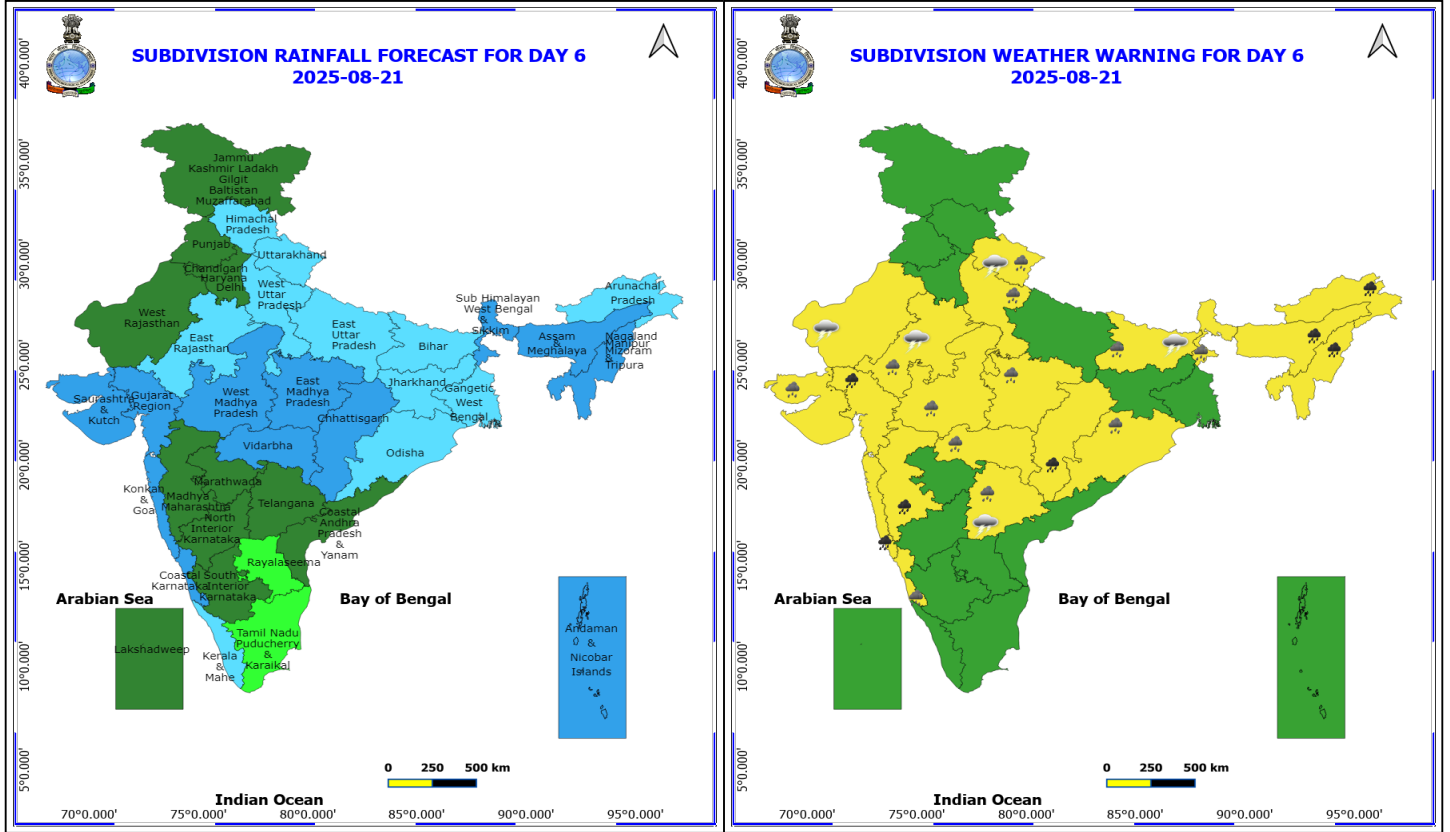 SUBDIVISION RAINFALL FORECAST FOR DAY 6
2025-08-21
40°0.000'
35°0.000'
30°0.000'
25°0.000'
20°0.000'
15°0.000'
10°0.000'
5°0.000'
Jammu
Kashmir Ladakh
Gilgit
Baltistan
Muzaffarabad
Himachal
Pradesh
Punjab
Uttarakhand
Chandigarh
Haryana
Delhi
West
Uttar
Pradesh
West
Rajasthan
East
Rajasthan
East
Uttar
Pradesh
Bihar
Sub Himalayan
West Bengal
&
Sikkim
Arunachal
Pradesh
Assam
&
Meghalaya
Nagaland
Manipur
Mizoram
&
Tripura
Saurashtra
&
Kutch
Gujarat
Region
West
Madhya
Pradesh
East
Madhya
Pradesh
Jharkhand
Gangetic
West
Bengal
Chhattisgarh
Vidarbha
Odisha
Konkan
&
Goa
Madhya
Maharashtra
Marathwada
Telangana
North
Interior
Karnataka
Coastal
Andhra
Pradesh
&
Yanam
Rayalaseema
Coastal
Karnataka
South
Interior
Karnataka
Arabian Sea
Bay of Bengal
Lakshadweep
Kerala
&
Mahe
Tamil Nadu
Puducherry
&
Karaikal
Andaman
&
Nicobar
Islands
0 250 500 km
Indian Ocean
70°0.000' 75°0.000' 80°0.000' 85°0.000' 90°0.000' 95°0.000'
SUBDIVISION WEATHER WARNING FOR DAY 6
2025-08-21
40°0.000'
35°0.000'
30°0.000'
25°0.000'
20°0.000'
15°0.000'
10°0.000'
5°0.000'
Arabian Sea
Bay of Bengal
0 250 500 km
Indian Ocean
70°0.000' 75°0.000' 80°0.000' 85°0.000' 90°0.000' 95°0.000'